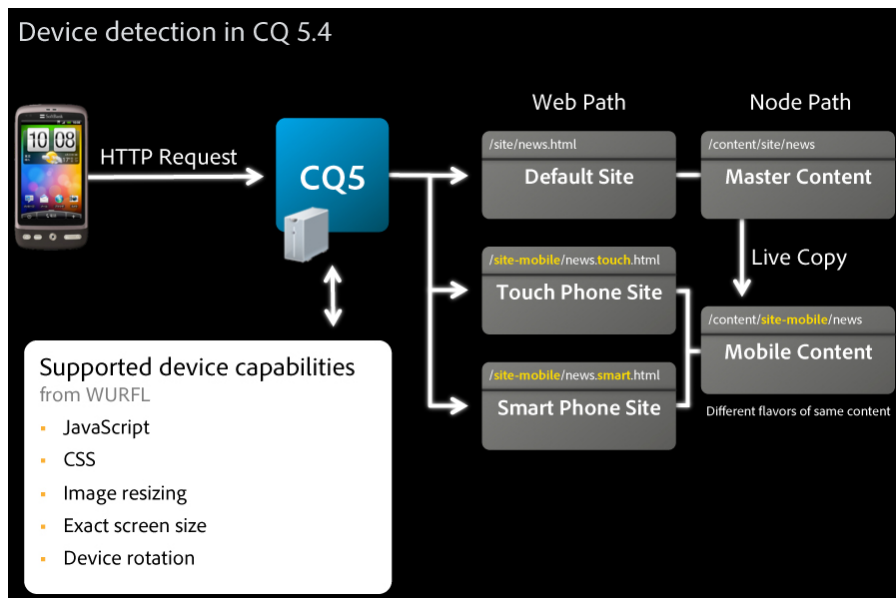 Device detection in CQ 5.4
Web Path
Node Path
10 08
HTTP Request
CQ5
/site/news.html
Default Site
/content/site/news
Master Content
Live Copy
/site-mobile/news.touch.html
Touch Phone Site
/content/site-mobile/news
Mobile Content
Different flavors of same content
/site-mobile/news.smart.html
Smart Phone Site
Supported device capabilities
from WURFL
JavaScript
CSS
Image resizing
Exact screen size
Device rotation